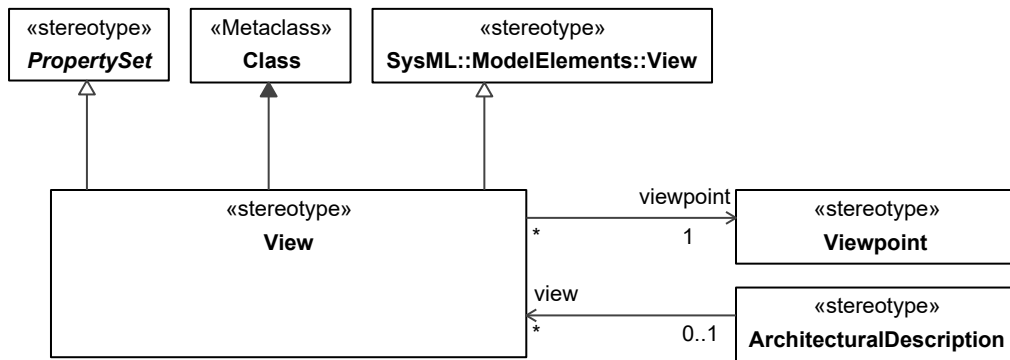 «stereotype»
PropertySet
«Metaclass»
Class
«stereotype»
SysML::ModelElements::View
«stereotype»
View
viewpoint
*
1
«stereotype»
Viewpoint
view
*
0..1
«stereotype»
ArchitecturalDescription